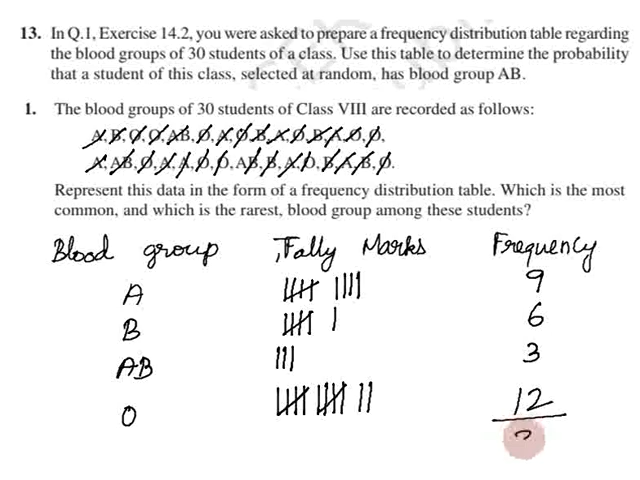 13. In Q.1, Exercise 14.2, you were asked to prepare a frequency distribution table regarding
the blood groups of 30 students of a class. Use this table to determine the probability
that a student of this class, selected at random, has blood group AB.
1. The blood groups of 30 students of Class VIII are recorded as follows:
A, B, O, O, AB, O, A, O, B, A, O, B, A, O, O,
A, AB, O, A, A, O, O, AB, B, A, O, B, A, B, O.
Represent this data in the form of a frequency distribution table. Which is the most
common, and which is the rarest, blood group among these students?
Blood group Tally Marks Frequency
A 9
B 6
AB 3
O 12